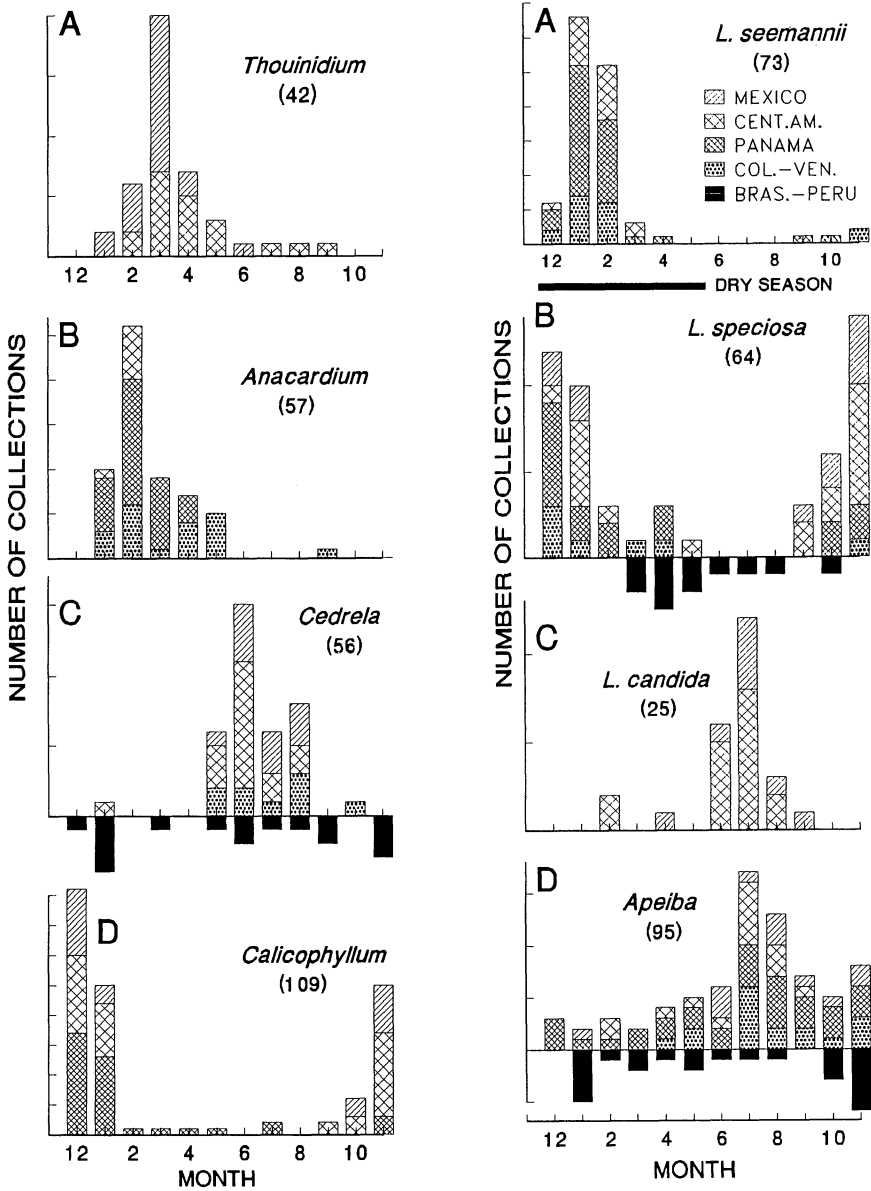 A
Thouinidium
(42)
12 2 4 6 8 10
B
Anacardium
(57)
C
Cedrela
(56)
D
Calicophyllum
(109)
12 2 4 6 8 10
MONTH
NUMBER OF COLLECTIONS
A
L. seemannii
(73)
MEXICO
CENT.AM.
PANAMA
COL.-VEN.
BRAS.-PERU
12 2 4 6 8 10
DRY SEASON
B
L. speciosa
(64)
C
L. candida
(25)
D
Apeiba
(95)
12 2 4 6 8 10
MONTH
NUMBER OF COLLECTIONS